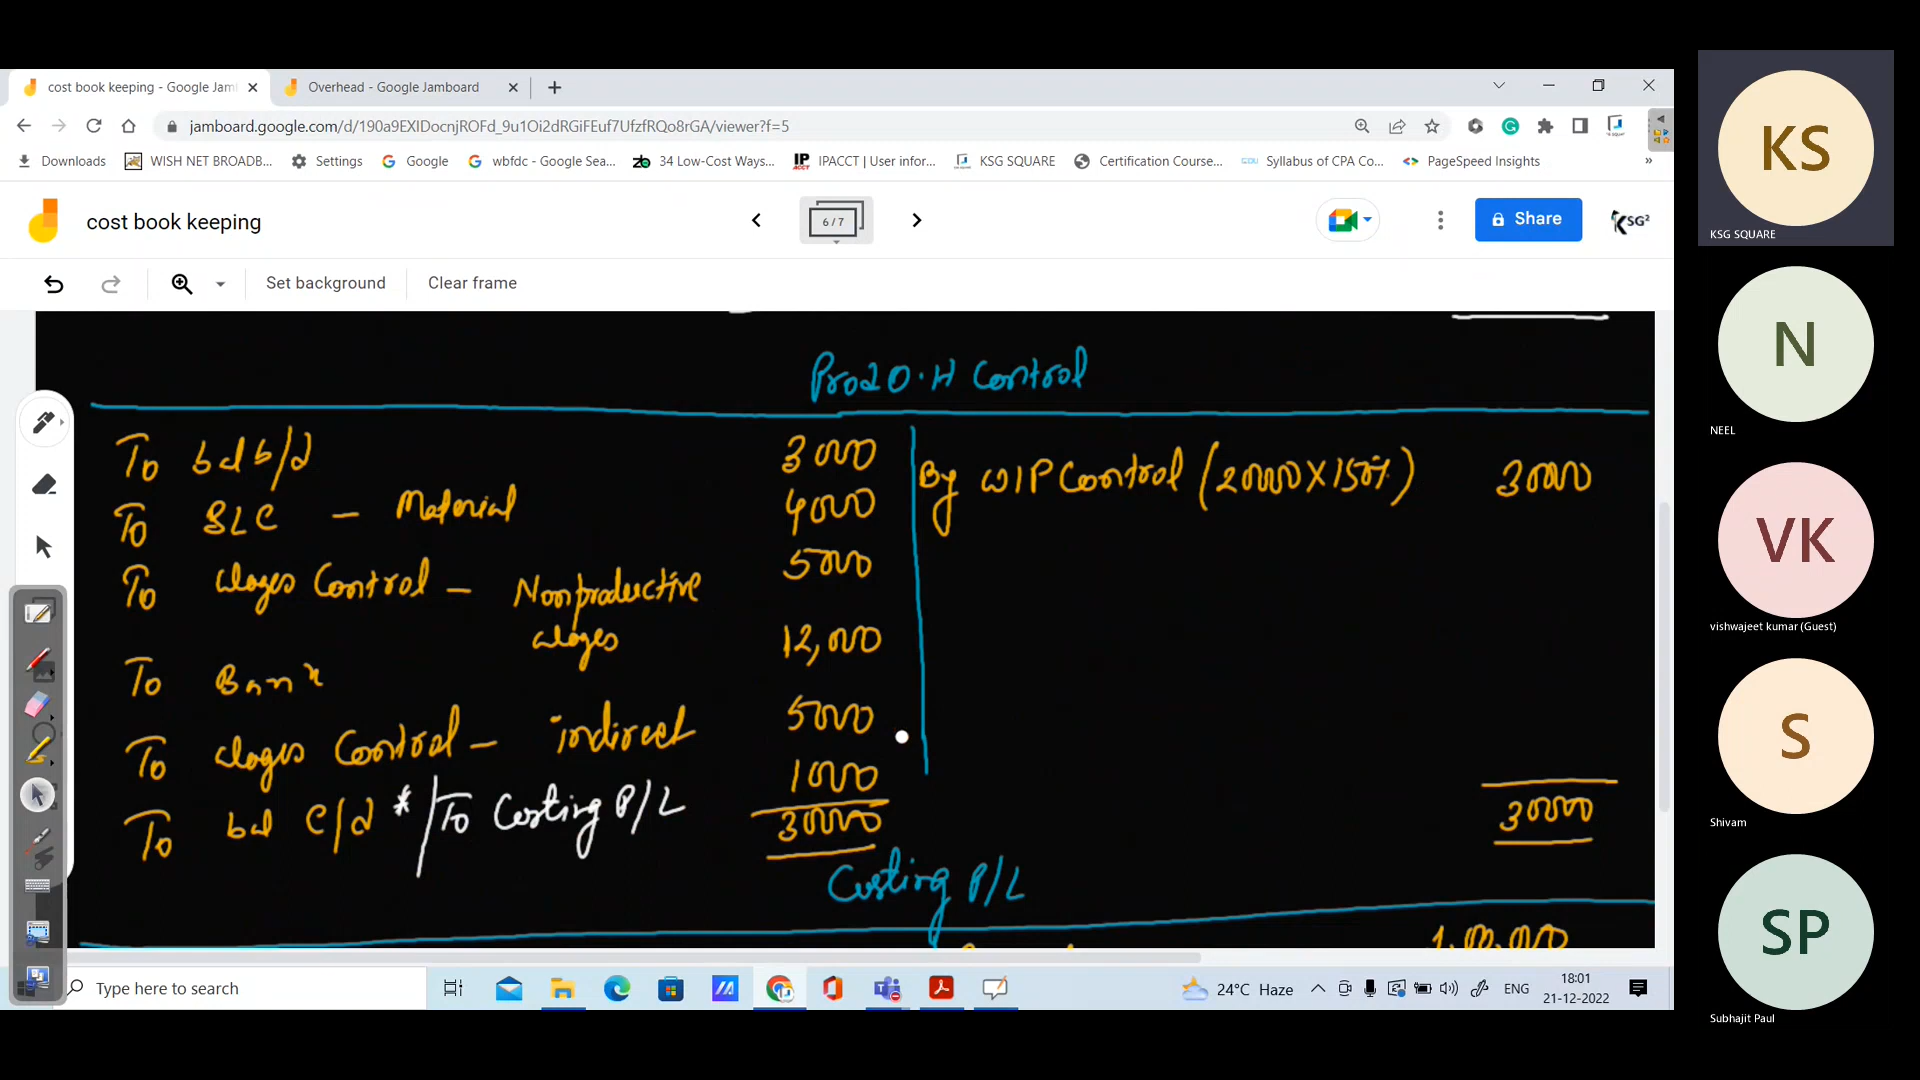 cost book keeping - Google Jam
Overhead - Google Jamboard
jamboard.google.com/d/190a9EXIDocnjROFd_9u1Oi2dRGiFEuf7UfzfRQo8rGA/viewer?f=5
Downloads
WISH NET BROADB...
Settings
Google
wbfdc - Google Sea...
34 Low-Cost Ways...
IPACCT | User infor...
KSG SQUARE
Certification Course...
Syllabus of CPA Co...
PageSpeed Insights
»
cost book keeping
6 / 7
Share
KSG²
Set background
Clear frame
Prod O.H Control
To bal b/d 3000
By WIP Control (20000 X 150%) 30000
To SLC - Material 4000
To Wages Control - Nonproductive 5000
Wages
To Bank 12,000
To Wages Control - indirect 5000
To bal C/d * / To Costing P/L 1000
30000 30000
Costing P/L
1,00,000
Type here to search
24°C Haze
ENG
18:01
21-12-2022
KS
KSG SQUARE
N
NEEL
VK
vishwajeet kumar (Guest)
S
Shivam
SP
Subhajit Paul